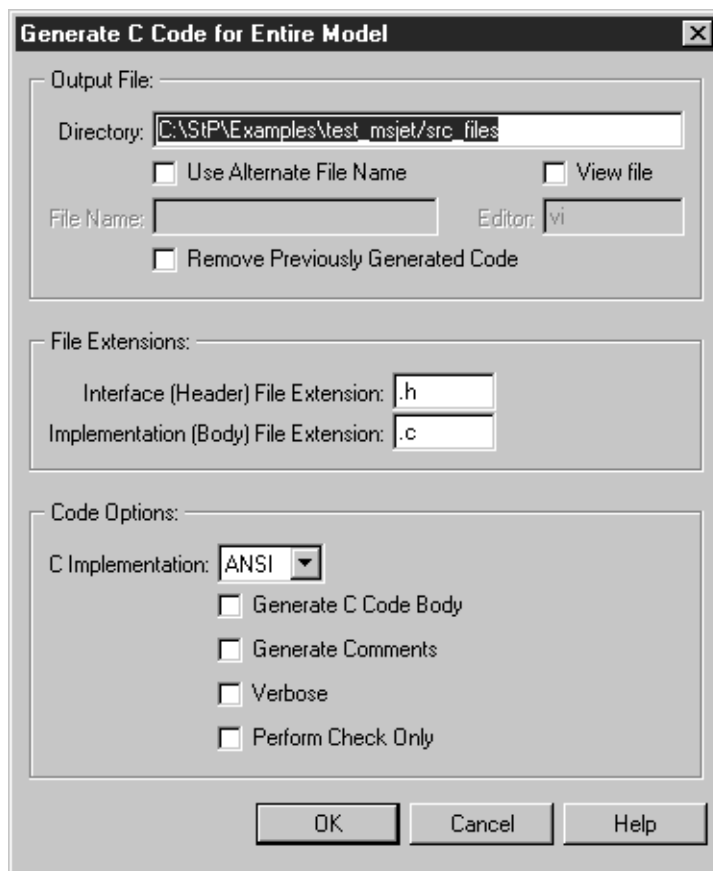 Generate C Code for Entire Model
Output File:
Directory: C:\StP\Examples\test_msjet/src_files
Use Alternate File Name View file
File Name: Editor: vi
Remove Previously Generated Code
File Extensions:
Interface (Header) File Extension: .h
Implementation (Body) File Extension: .c
Code Options:
C Implementation: ANSI
Generate C Code Body
Generate Comments
Verbose
Perform Check Only
OK Cancel Help